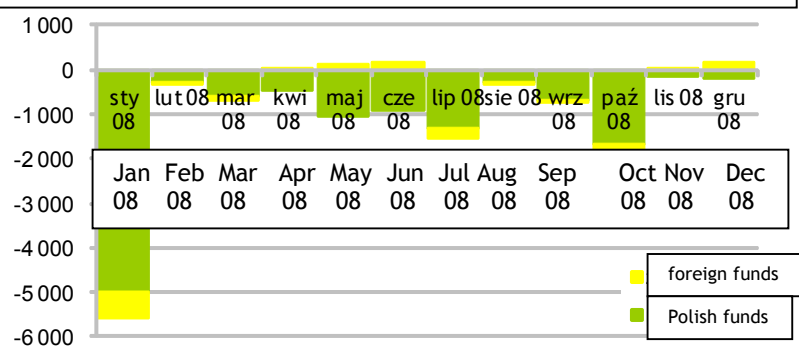 1 000
0
-1 000
-2 000
-3 000
-4 000
-5 000
-6 000
sty lut 08 mar kwi maj cze lip 08 sie 08 wrz paź lis 08 gru
08 08 08 08 08 08 08 08
Jan Feb Mar Apr May Jun Jul Aug Sep Oct Nov Dec
08 08 08 08 08 08 08 08 08 08 08 08
foreign funds
Polish funds